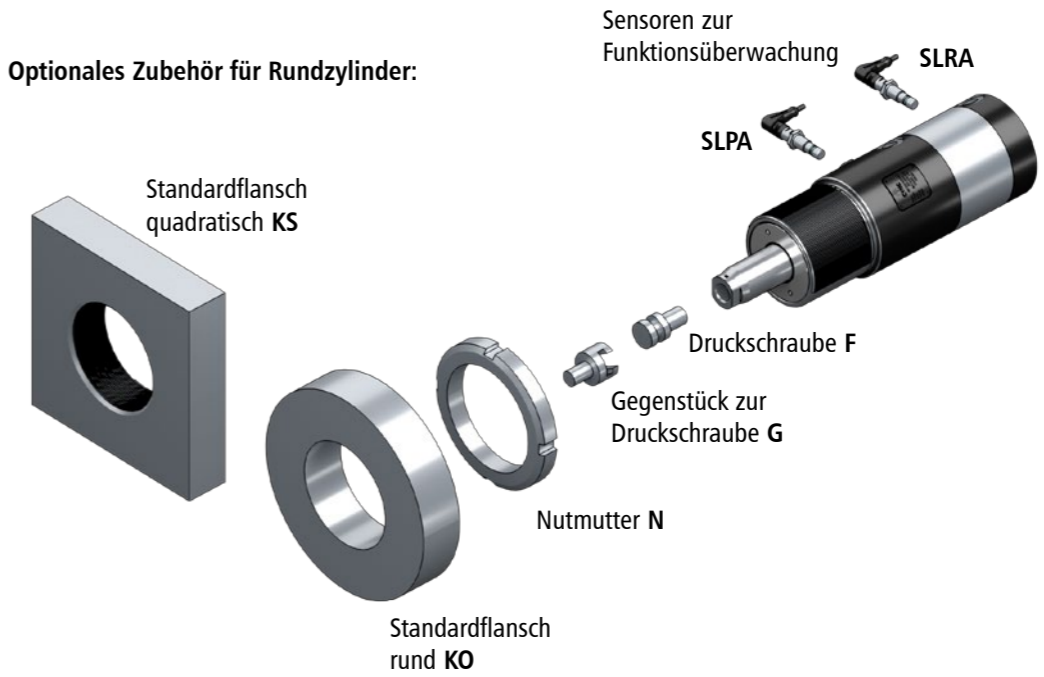 Optionales Zubehör für Rundzylinder:
Sensoren zur
Funktionsüberwachung
SLRA
SLPA
Standardflansch
quadratisch KS
Druckschraube F
Gegenstück zur
Druckschraube G
Nutmutter N
Standardflansch
rund KO